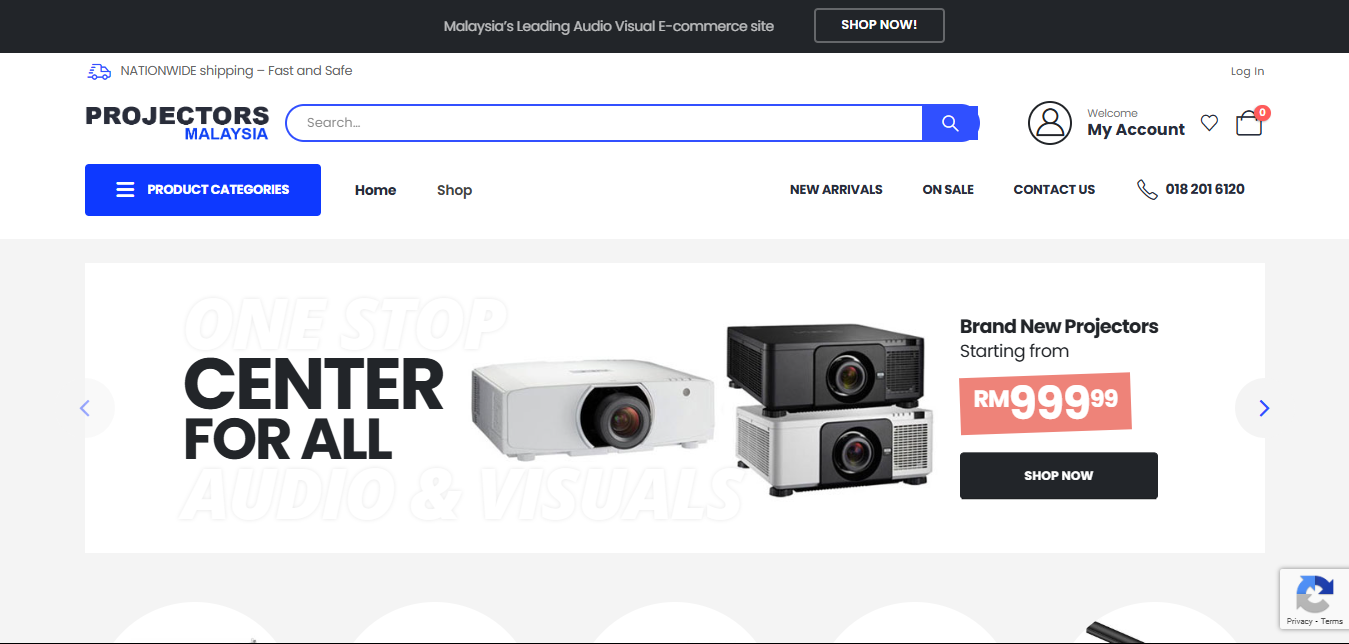 Malaysia's Leading Audio Visual E-commerce site
SHOP NOW!
NATIONWIDE shipping – Fast and Safe
Log In
PROJECTORS
MALAYSIA
Search...
Welcome
My Account
0
PRODUCT CATEGORIES
Home
Shop
NEW ARRIVALS
ON SALE
CONTACT US
018 201 6120
ONE STOP
CENTER
FOR ALL
AUDIO & VISUALS
Brand New Projectors
Starting from
RM99999
SHOP NOW
Privacy - Terms